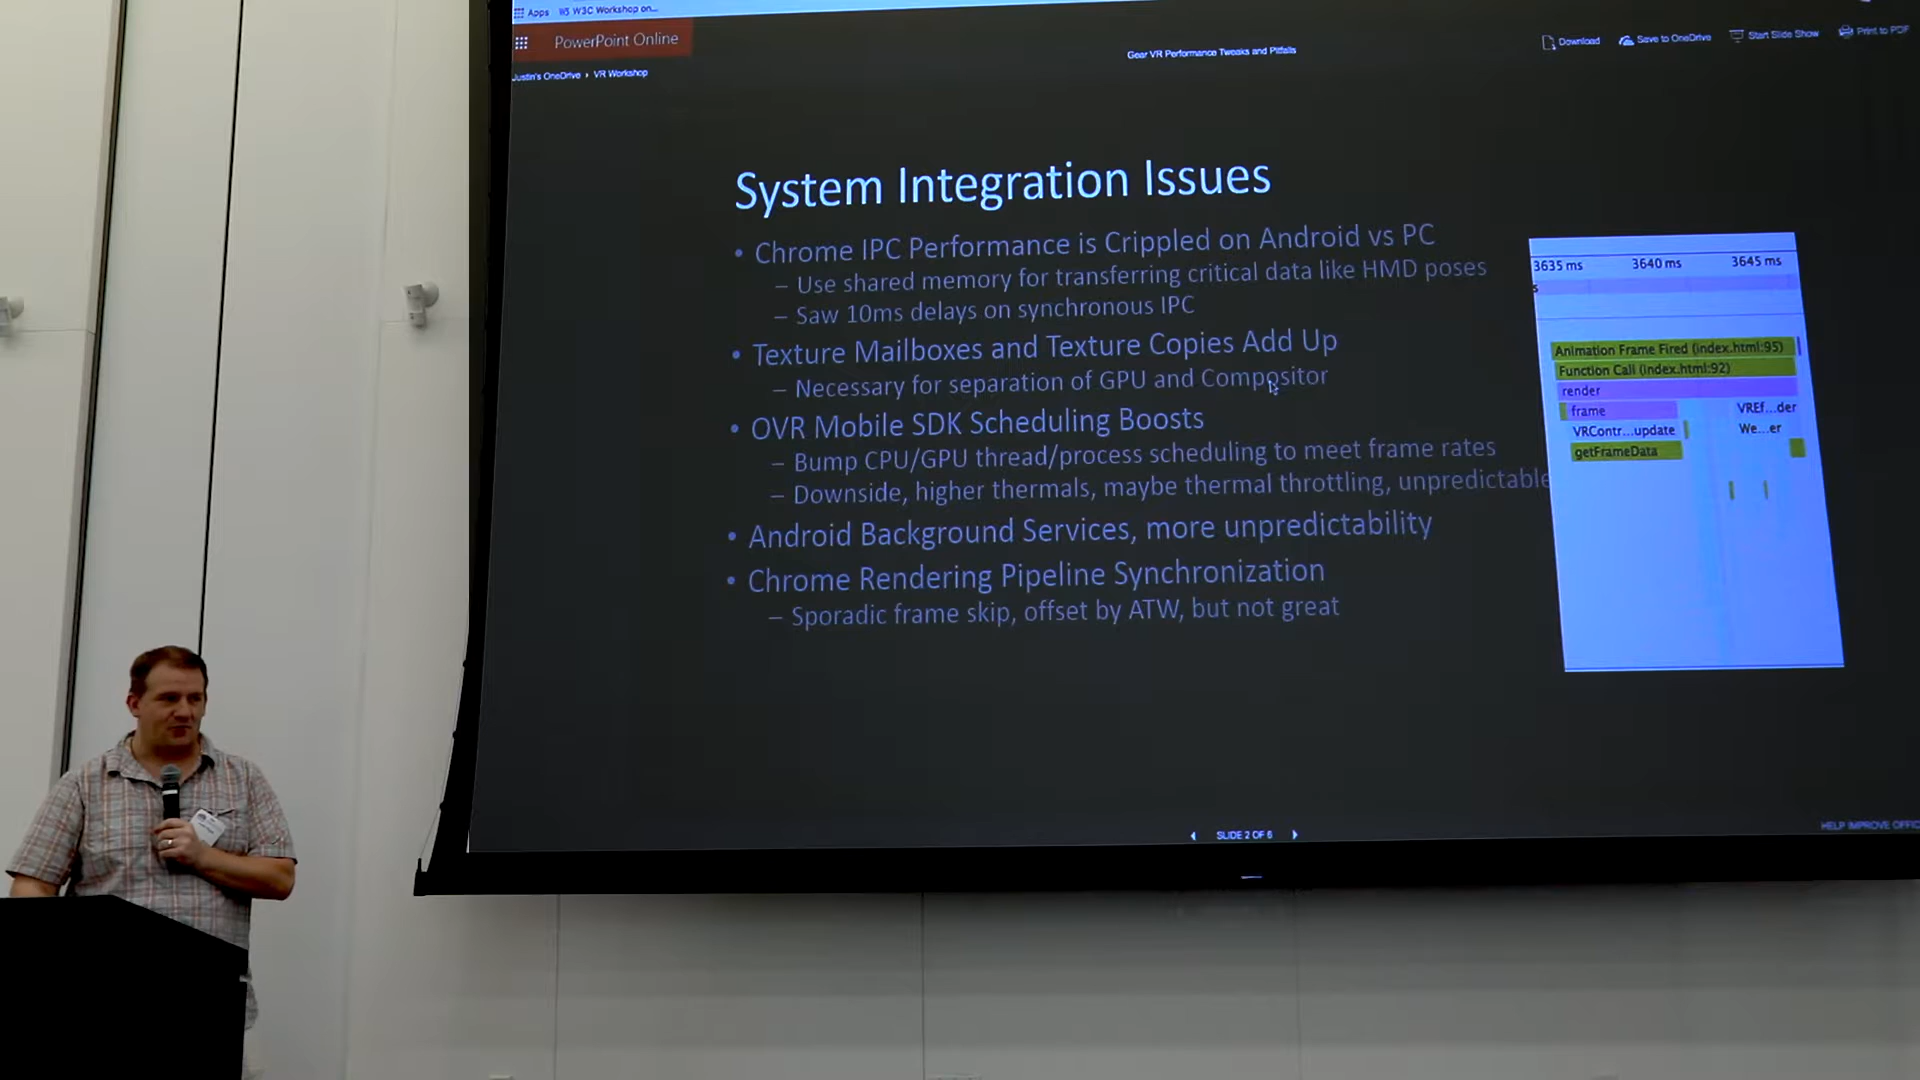 Apps W3C Workshop on...
PowerPoint Online
Gear VR Performance Tweaks and Pitfalls
Download Save to OneDrive Start Slide Show Print to PDF
Justin's OneDrive › VR Workshop
System Integration Issues
• Chrome IPC Performance is Crippled on Android vs PC
– Use shared memory for transferring critical data like HMD poses
– Saw 10ms delays on synchronous IPC
• Texture Mailboxes and Texture Copies Add Up
– Necessary for separation of GPU and Compositor
• OVR Mobile SDK Scheduling Boosts
– Bump CPU/GPU thread/process scheduling to meet frame rates
– Downside, higher thermals, maybe thermal throttling, unpredictable
• Android Background Services, more unpredictability
• Chrome Rendering Pipeline Synchronization
– Sporadic frame skip, offset by ATW, but not great
3635 ms 3640 ms 3645 ms
s
Animation Frame Fired (index.html:95)
Function Call (index.html:92)
render
frame VREf...der
VRContr...update We...er
getFrameData
SLIDE 2 OF 6
HELP IMPROVE OFFIC